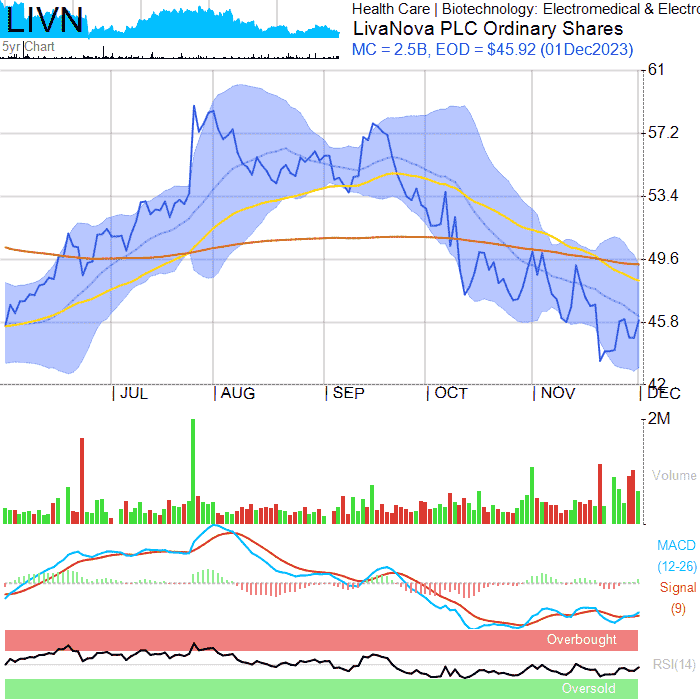 LIVN
5yr Chart
Health Care | Biotechnology: Electromedical & Electro
LivaNova PLC Ordinary Shares
MC = 2.5B, EOD = $45.92 (01Dec2023)
61
57.2
53.4
49.6
45.8
42
JUL
AUG
SEP
OCT
NOV
DEC
2M
Volume
MACD
(12-26)
Signal
(9)
Overbought
RSI(14)
Oversold